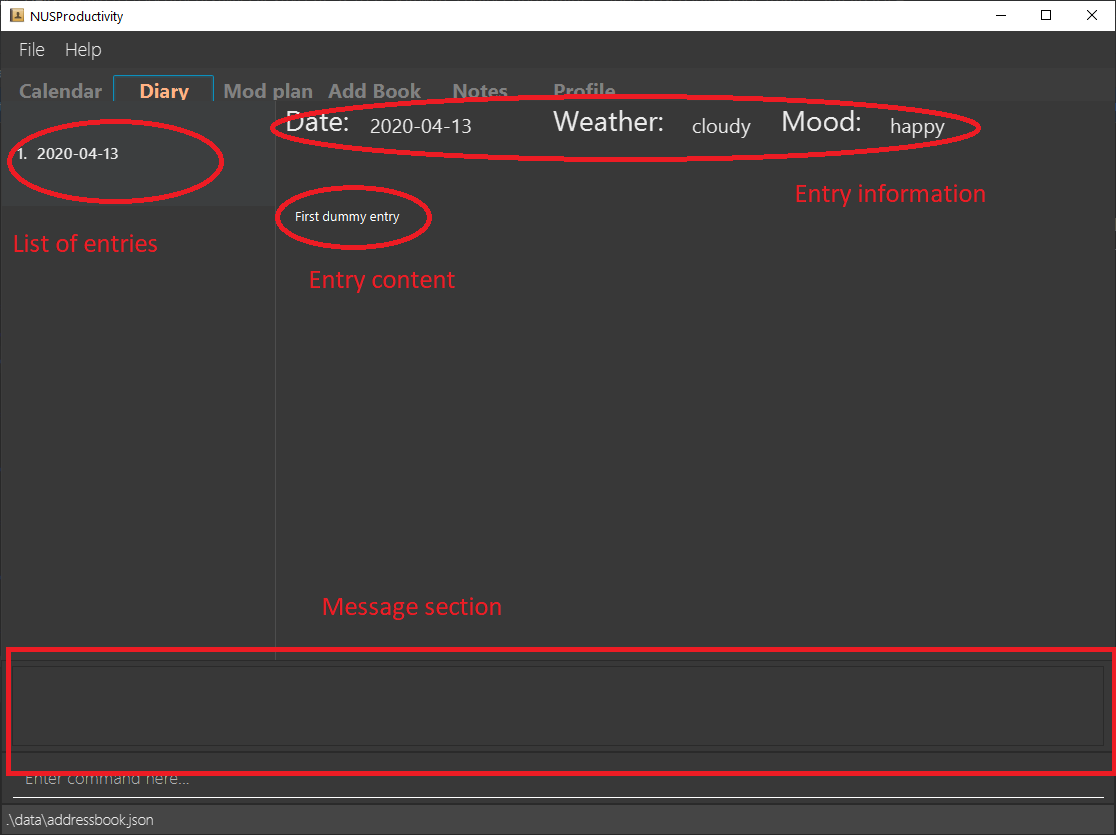 NUSProductivity
File Help
Calendar Diary Mod plan Add Book Notes Profile
Date: 2020-04-13 Weather: cloudy Mood: happy
1. 2020-04-13
Entry information
First dummy entry
List of entries
Entry content
Message section
Enter command here...
.\data\addressbook.json